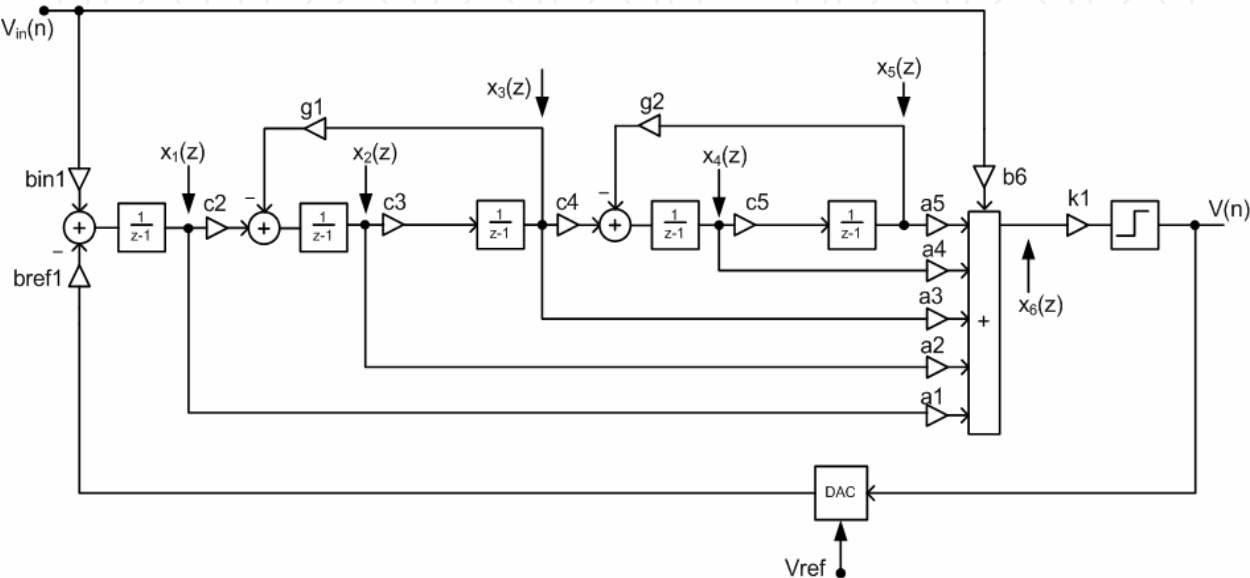 Vin(n)
x3(z)
x5(z)
g1
g2
x1(z)
x2(z)
x4(z)
bin1
c2
c3
c4
c5
a5
b6
k1
V(n)
+
−
1
z-1
+
−
1
z-1
1
z-1
+
−
1
z-1
1
z-1
bref1
a4
a3
+
x6(z)
a2
a1
DAC
Vref